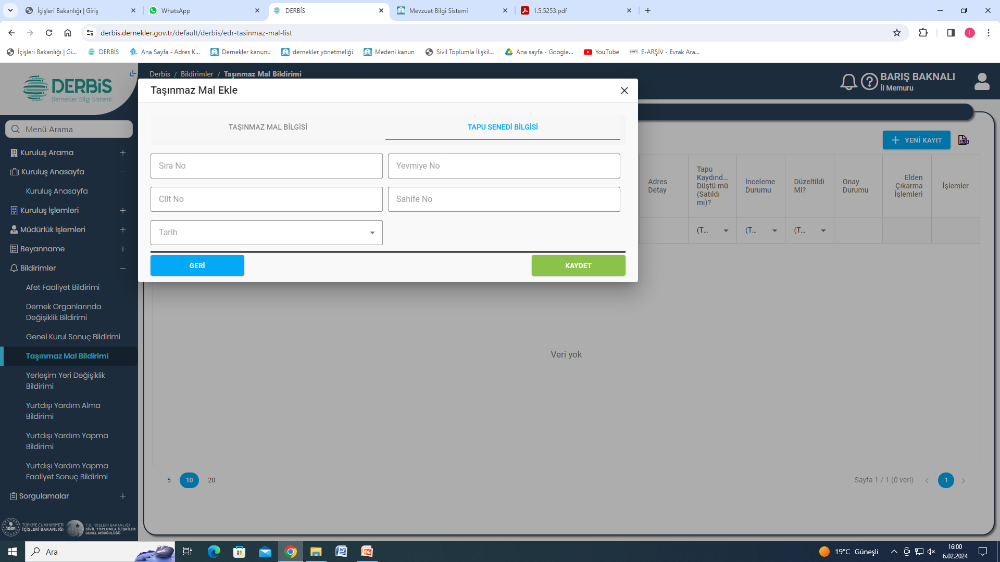 İçişleri Bakanlığı | Giriş
WhatsApp
DERBİS
Mevzuat Bilgi Sistemi
1.5.5253.pdf
derbis.dernekler.gov.tr/default/derbis/edr-tasinmaz-mal-list
İçişleri Bakanlığı | Gi...
DERBİS
Ana Sayfa - Adres K...
Dernekler kanunu
dernekler yönetmeliği
Medeni kanun
Sivil Toplumla İlişkil...
Ana sayfa - Google...
YouTube
E-ARŞİV - Evrak Ara...
DERBiS
Dernekler Bilgi Sistemi
Derbis / Bildirimler / Taşınmaz Mal Bildirimi
BARIŞ BAKNALI
İl Memuru
Menü Arama
Kuruluş Arama
Kuruluş Anasayfa
Kuruluş Anasayfa
Kuruluş İşlemleri
Müdürlük İşlemleri
Beyanname
Bildirimler
Afet Faaliyet Bildirimi
Dernek Organlarında
Değişiklik Bildirimi
Genel Kurul Sonuç Bildirimi
Taşınmaz Mal Bildirimi
Yerleşim Yeri Değişiklik
Bildirimi
Yurtdışı Yardım Alma
Bildirimi
Yurtdışı Yardım Yapma
Bildirimi
Yurtdışı Yardım Yapma
Faaliyet Sonuç Bildirimi
Sorgulamalar
TÜRKİYE CUMHURİYETİ
İÇİŞLERİ BAKANLIĞI
T.C. İÇİŞLERİ BAKANLIĞI
SİVİL TOPLUMLA İLİŞKİLER
GENEL MÜDÜRLÜĞÜ
Taşınmaz Mal Ekle
TAŞINMAZ MAL BİLGİSİ
TAPU SENEDİ BİLGİSİ
Sıra No
Yevmiye No
Cilt No
Sahife No
Tarih
GERİ
KAYDET
YENİ KAYIT
XLSX
Adres
Detay
Tapu
Kaydınd...
Düştü mü
(Satıldı
mı)?
İnceleme
Durumu
Düzeltildi
Mi?
Onay
Durumu
Elden
Çıkarma
İşlemleri
İşlemler
(T...
(T...
(T...
Veri yok
5
10
20
Sayfa 1 / 1 (0 veri)
1
Ara
19°C Güneşli
16:00
6.02.2024